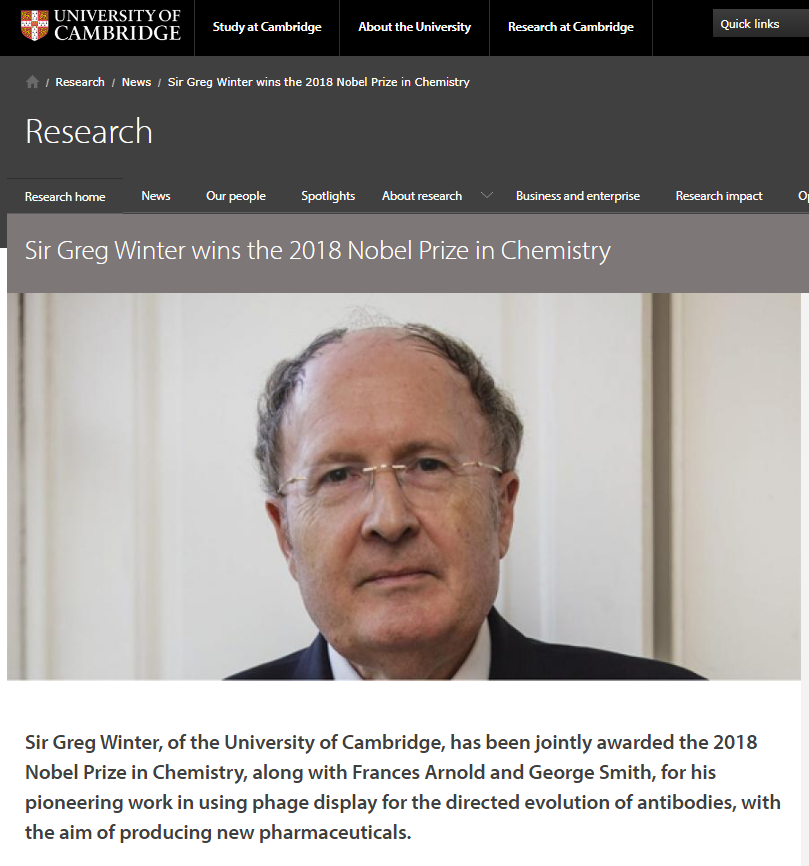 UNIVERSITY OF
CAMBRIDGE
Study at Cambridge
About the University
Research at Cambridge
Quick links
/ Research / News / Sir Greg Winter wins the 2018 Nobel Prize in Chemistry
Research
Research home
News
Our people
Spotlights
About research
Business and enterprise
Research impact
Sir Greg Winter wins the 2018 Nobel Prize in Chemistry
Sir Greg Winter, of the University of Cambridge, has been jointly awarded the 2018
Nobel Prize in Chemistry, along with Frances Arnold and George Smith, for his
pioneering work in using phage display for the directed evolution of antibodies, with
the aim of producing new pharmaceuticals.